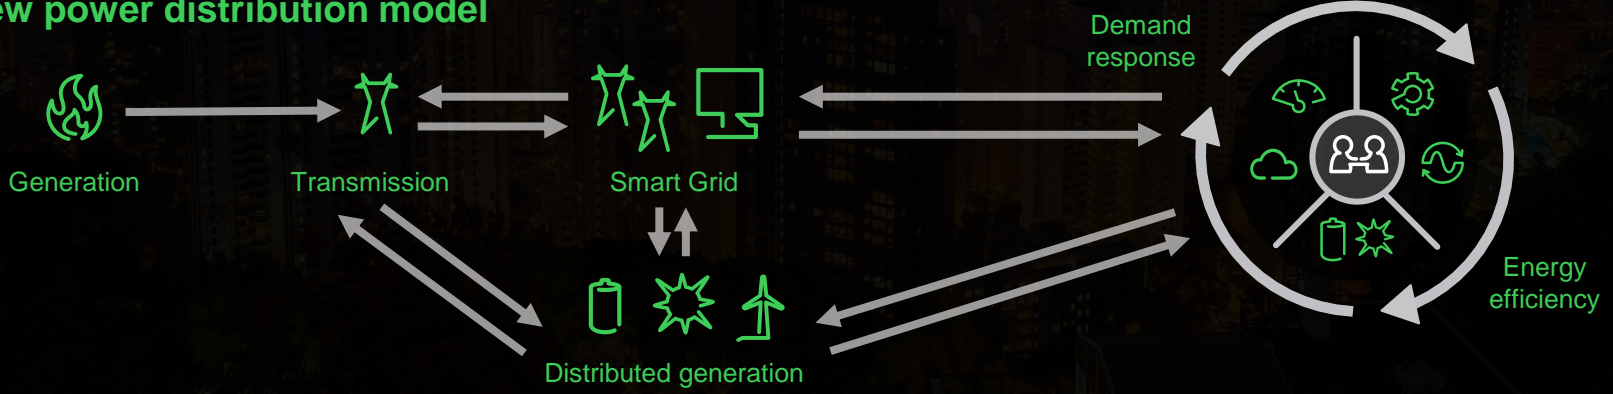 ew power distribution model
Demand
response
Generation
Transmission
Smart Grid
Energy
efficiency
Distributed generation